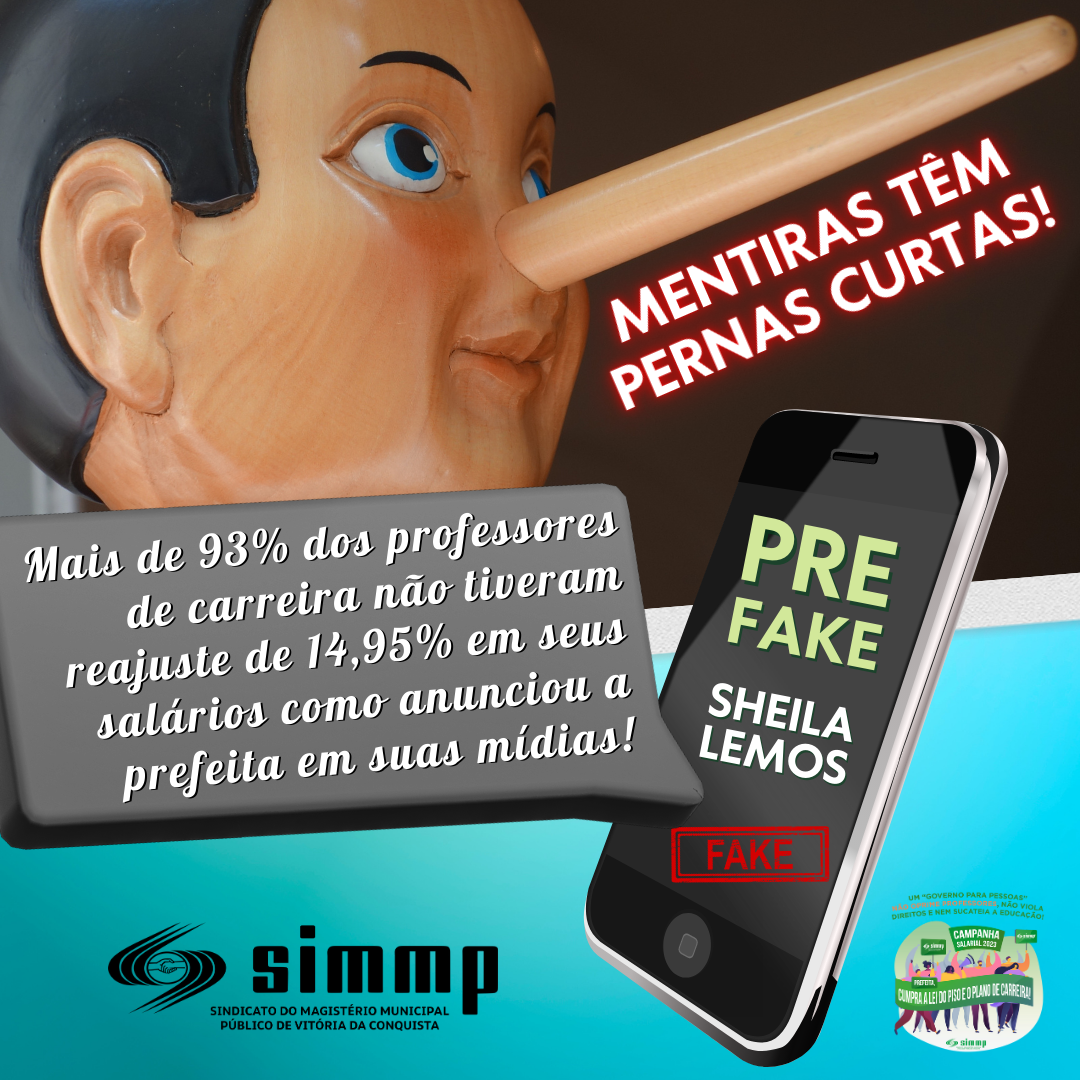 MENTIRAS TÊM
PERNAS CURTAS!
Mais de 93% dos professores
de carreira não tiveram
reajuste de 14,95% em seus
salários como anunciou a
prefeita em suas mídias!
PRE
FAKE
SHEILA
LEMOS
FAKE
simmp
SINDICATO DO MAGISTÉRIO MUNICIPAL
PÚBLICO DE VITÓRIA DA CONQUISTA
UM "GOVERNO PARA PESSOAS"
NÃO VIOLA
DIREITOS E NEM SUCATEIA A EDUCAÇÃO!
CAMPANHA
SALARIAL 2023
simmp
simmp
PREFEITA,
CUMPRA A LEI DO PISO E O PLANO DE CARREIRA!
simmp